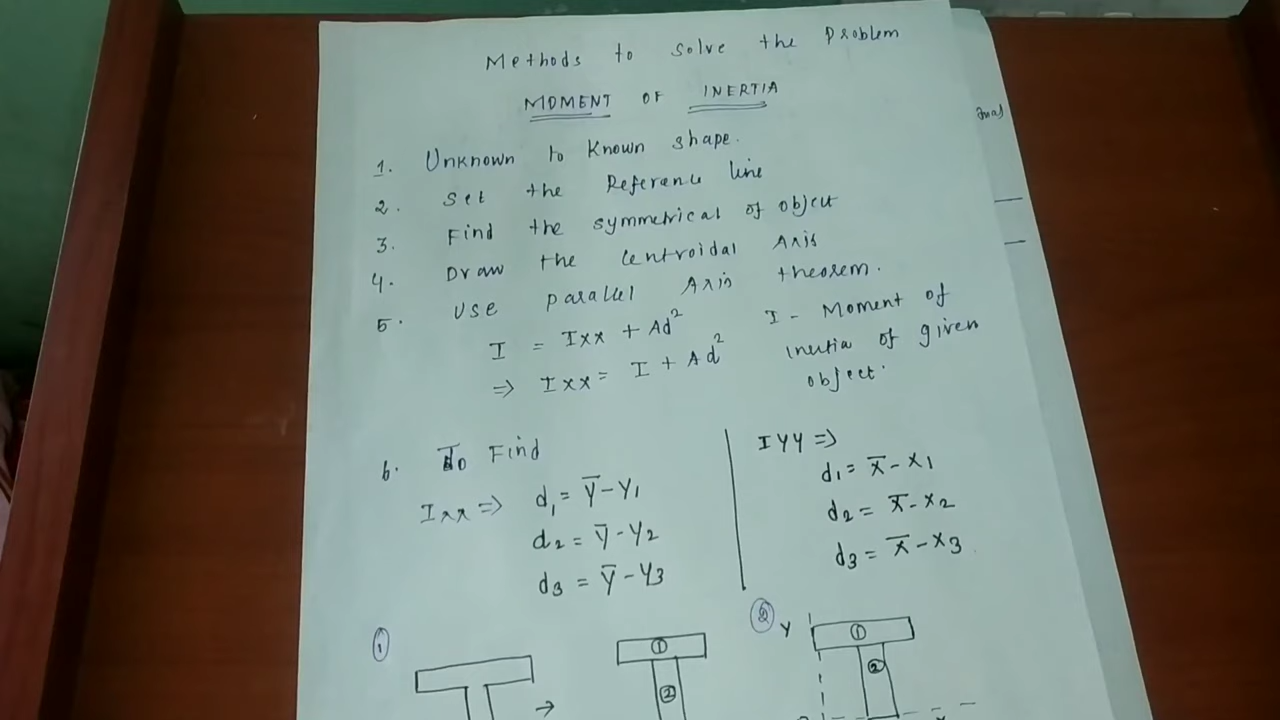 Methods to solve the Problem
MOMENT OF INERTIA
1. Unknown to Known shape.
2. Set the Reference line
3. Find the symmetrical of object
4. Draw the Centroidal Axis
5. Use parallel Axis theorem.
I = Ixx + Ad²
⇒ Ixx = I + Ad²
I - Moment of
inertia of given
object.
6. To Find
Ixx ⇒ d₁ = ȳ - y₁
d₂ = ȳ - y₂
d₃ = ȳ - y₃
IYY ⇒
d₁ = x̄ - x₁
d₂ = x̄ - x₂
d₃ = x̄ - x₃
① → ① ②
② Y ① ②